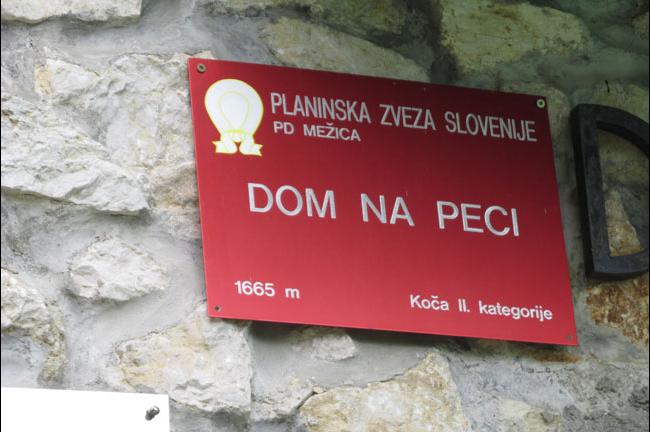 PLANINSKA ZVEZA SLOVENIJE
PD MEŽICA
DOM NA PECI
1665 m
Koča II. kategorije
D